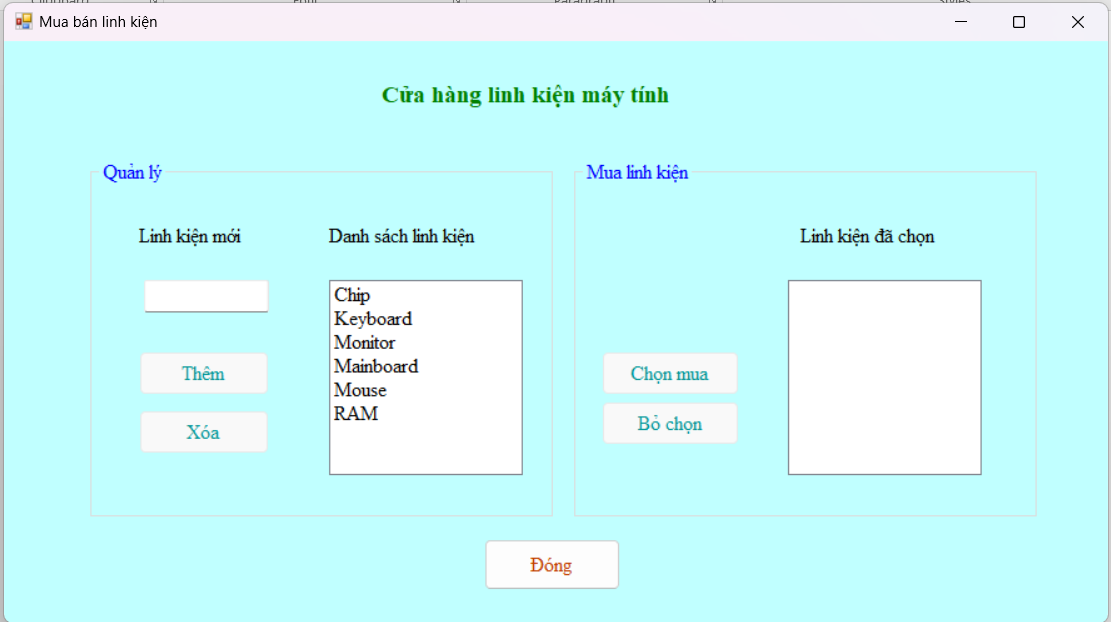 Mua bán linh kiện
Cửa hàng linh kiện máy tính
Quản lý
Linh kiện mới
Danh sách linh kiện
Chip
Keyboard
Monitor
Mainboard
Mouse
RAM
Thêm
Xóa
Mua linh kiện
Linh kiện đã chọn
Chọn mua
Bỏ chọn
Đóng